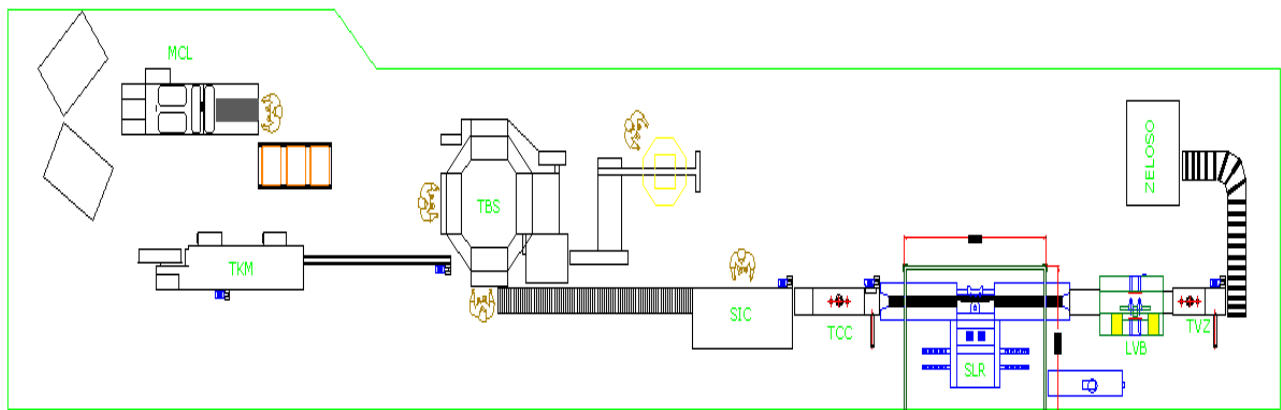 MCL
ZELOSO
TBS
TKM
SIC
TCC
TVZ
LVB
SLR